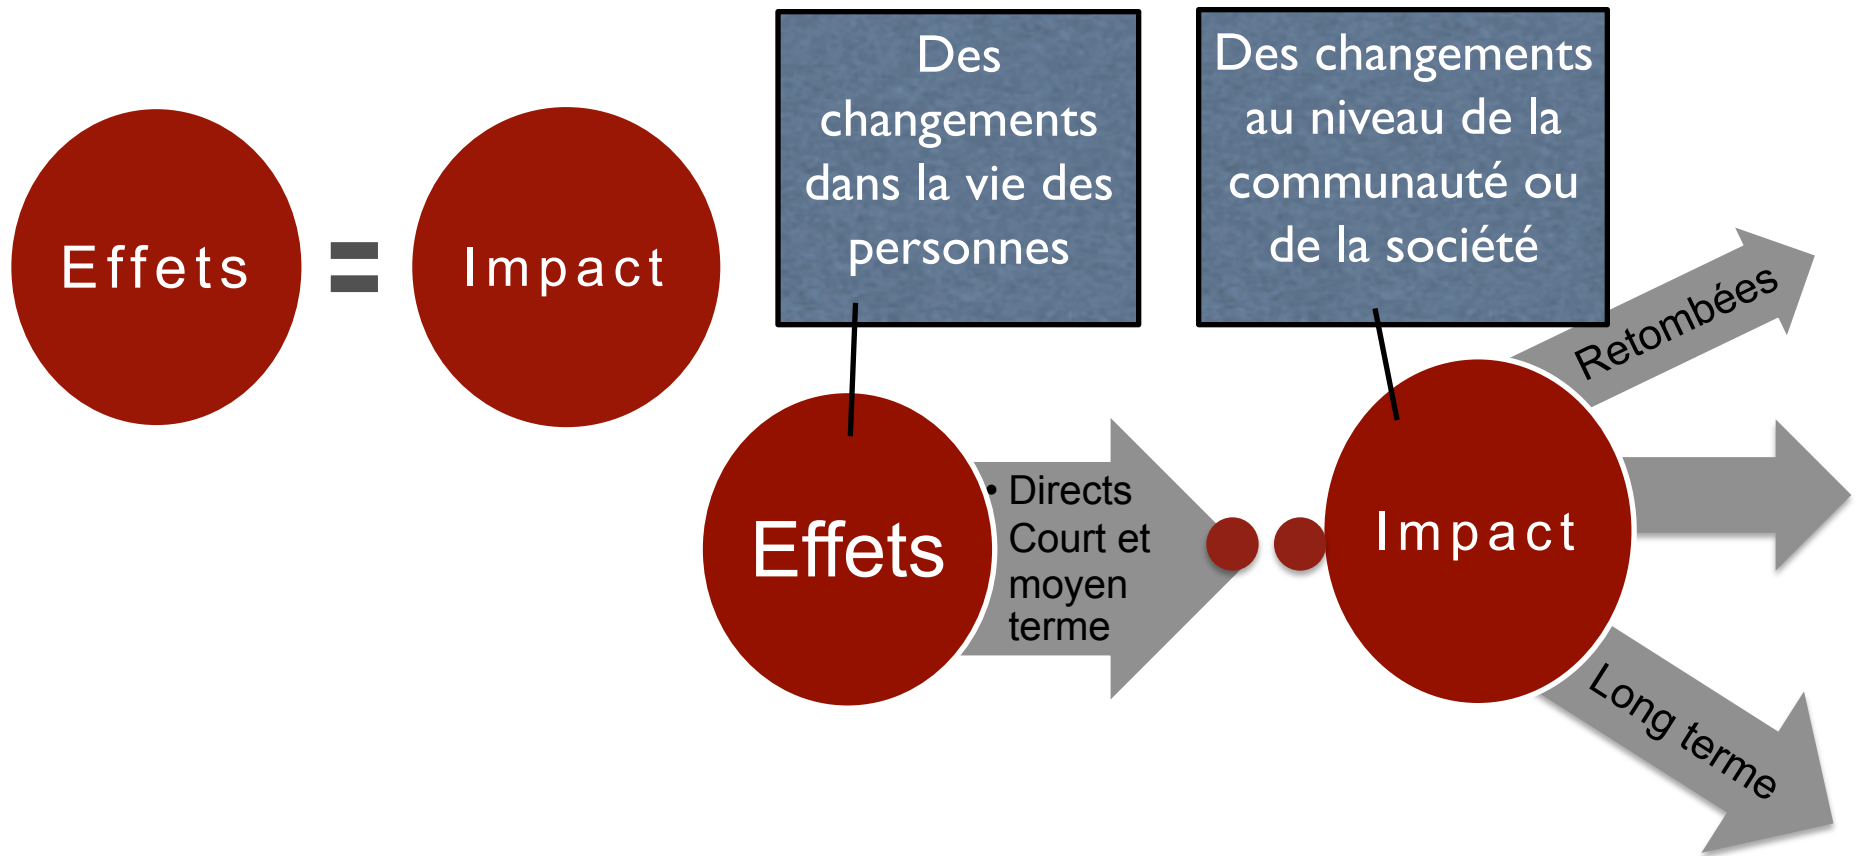 Effets
=
Impact
Des
changements
dans la vie des
personnes
Des changements
au niveau de la
communauté ou
de la société
Effets
• Directs
Court et
moyen
terme
Impact
Retombées
Long terme